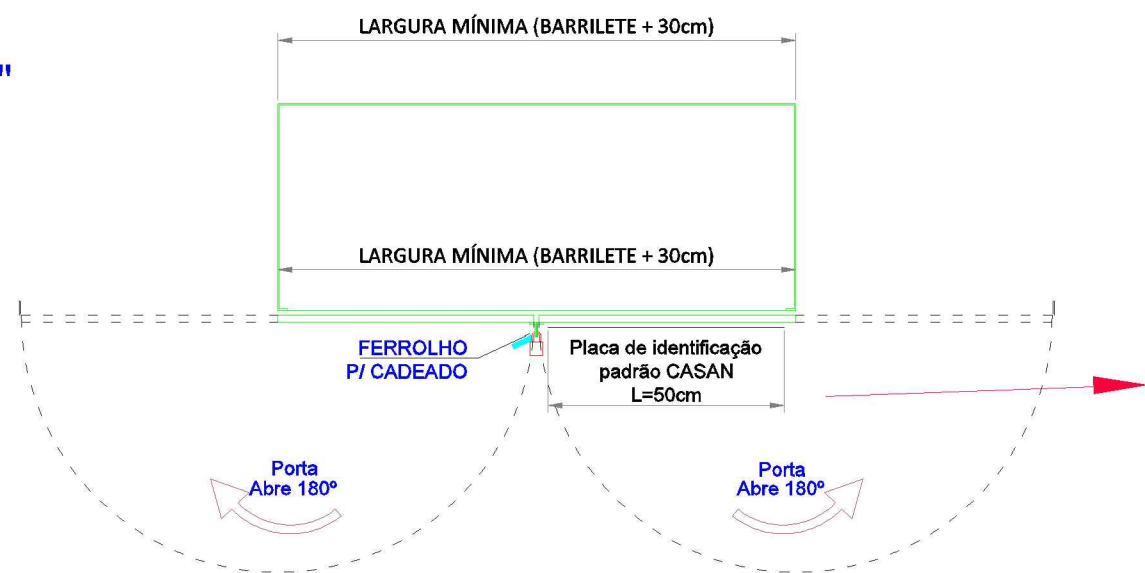 LARGURA MÍNIMA (BARRILETE + 30cm)
"
LARGURA MÍNIMA (BARRILETE + 30cm)
FERROLHO
P/ CADEADO
Placa de identificação
padrão CASAN
L=50cm
Porta
Abre 180º
Porta
Abre 180º